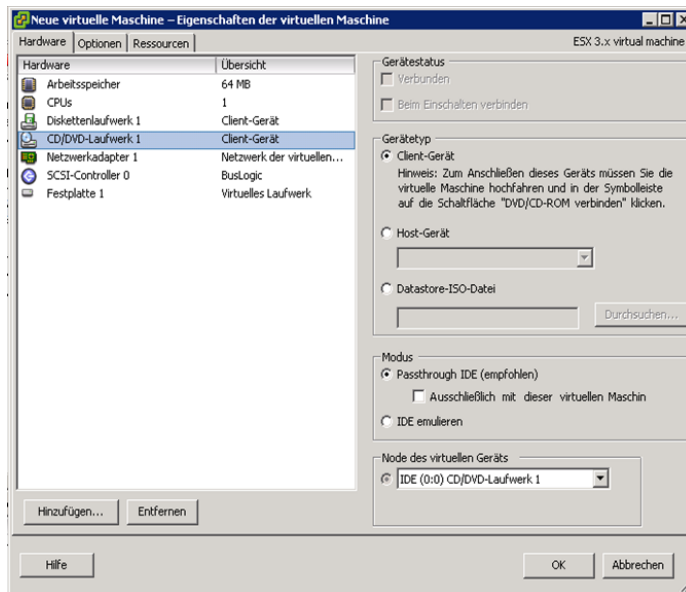 Neue virtuelle Maschine – Eigenschaften der virtuellen Maschine
Hardware Optionen Ressourcen
ESX 3.x virtual machine
Hardware Übersicht
Arbeitsspeicher 64 MB
CPUs 1
Diskettenlaufwerk 1 Client-Gerät
CD/DVD-Laufwerk 1 Client-Gerät
Netzwerkadapter 1 Netzwerk der virtuellen...
SCSI-Controller 0 BusLogic
Festplatte 1 Virtuelles Laufwerk
Hinzufügen... Entfernen
Gerätestatus
Verbunden
Beim Einschalten verbinden
Gerätetyp
Client-Gerät
Hinweis: Zum Anschließen dieses Geräts müssen Sie die
virtuelle Maschine hochfahren und in der Symbolleiste
auf die Schaltfläche "DVD/CD-ROM verbinden" klicken.
Host-Gerät
Datastore-ISO-Datei
Durchsuchen...
Modus
Passthrough IDE (empfohlen)
Ausschließlich mit dieser virtuellen Maschin
IDE emulieren
Node des virtuellen Geräts
IDE (0:0) CD/DVD-Laufwerk 1
Hilfe OK Abbrechen